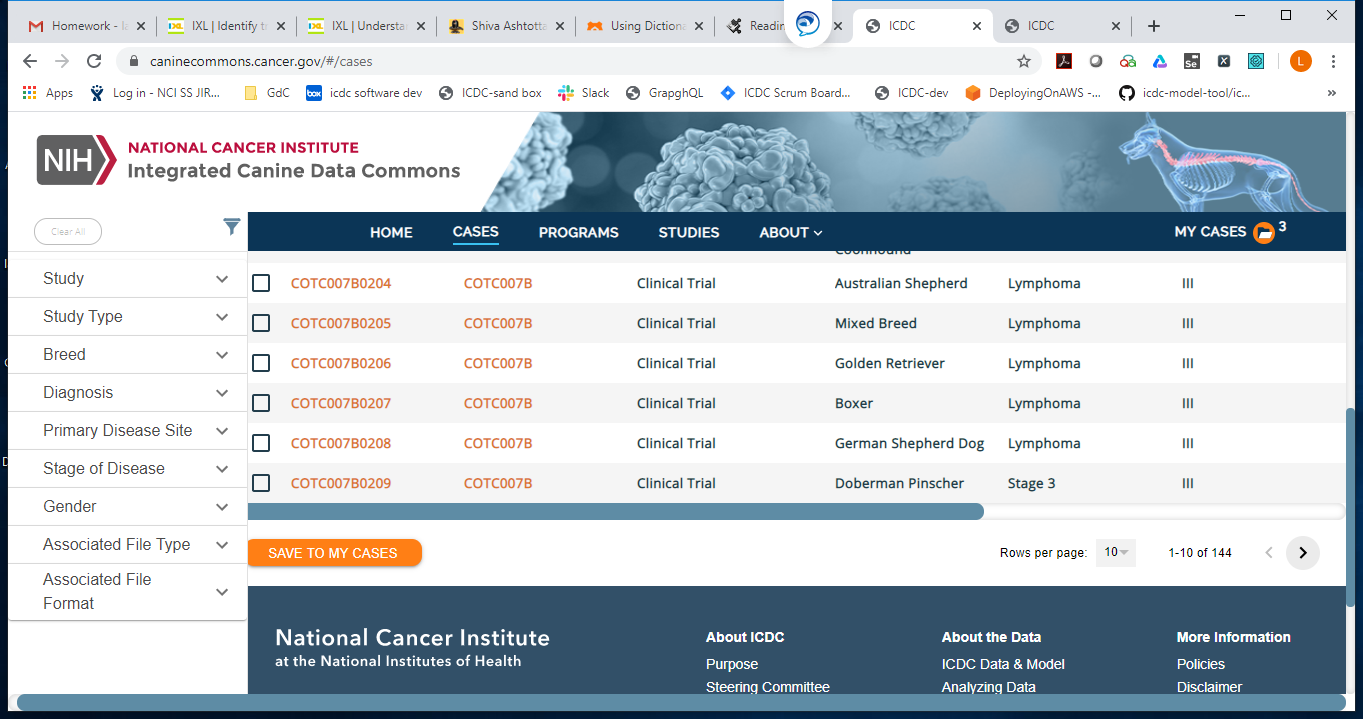 Homework - Ia
IXL | Identify t
IXL | Understa
Shiva Ashtotta
Using Dictiona
Readin
ICDC
ICDC
caninecommons.cancer.gov/#/cases
L
Apps
Log in - NCI SS JIR...
GdC
box
icdc software dev
ICDC-sand box
Slack
GrapghQL
ICDC Scrum Board...
ICDC-dev
DeployingOnAWS -...
icdc-model-tool/ic...
»
NIH
NATIONAL CANCER INSTITUTE
Integrated Canine Data Commons
Clear All
HOME
CASES
PROGRAMS
STUDIES
ABOUT
MY CASES
3
Study
Study Type
Breed
Diagnosis
Primary Disease Site
Stage of Disease
Gender
Associated File Type
Associated File
Format
Coonhound
COTC007B0204 COTC007B Clinical Trial Australian Shepherd Lymphoma III
COTC007B0205 COTC007B Clinical Trial Mixed Breed Lymphoma III
COTC007B0206 COTC007B Clinical Trial Golden Retriever Lymphoma III
COTC007B0207 COTC007B Clinical Trial Boxer Lymphoma III
COTC007B0208 COTC007B Clinical Trial German Shepherd Dog Lymphoma III
COTC007B0209 COTC007B Clinical Trial Doberman Pinscher Stage 3 III
SAVE TO MY CASES
Rows per page: 10 1-10 of 144
National Cancer Institute
at the National Institutes of Health
About ICDC
Purpose
Steering Committee
About the Data
ICDC Data & Model
Analyzing Data
More Information
Policies
Disclaimer